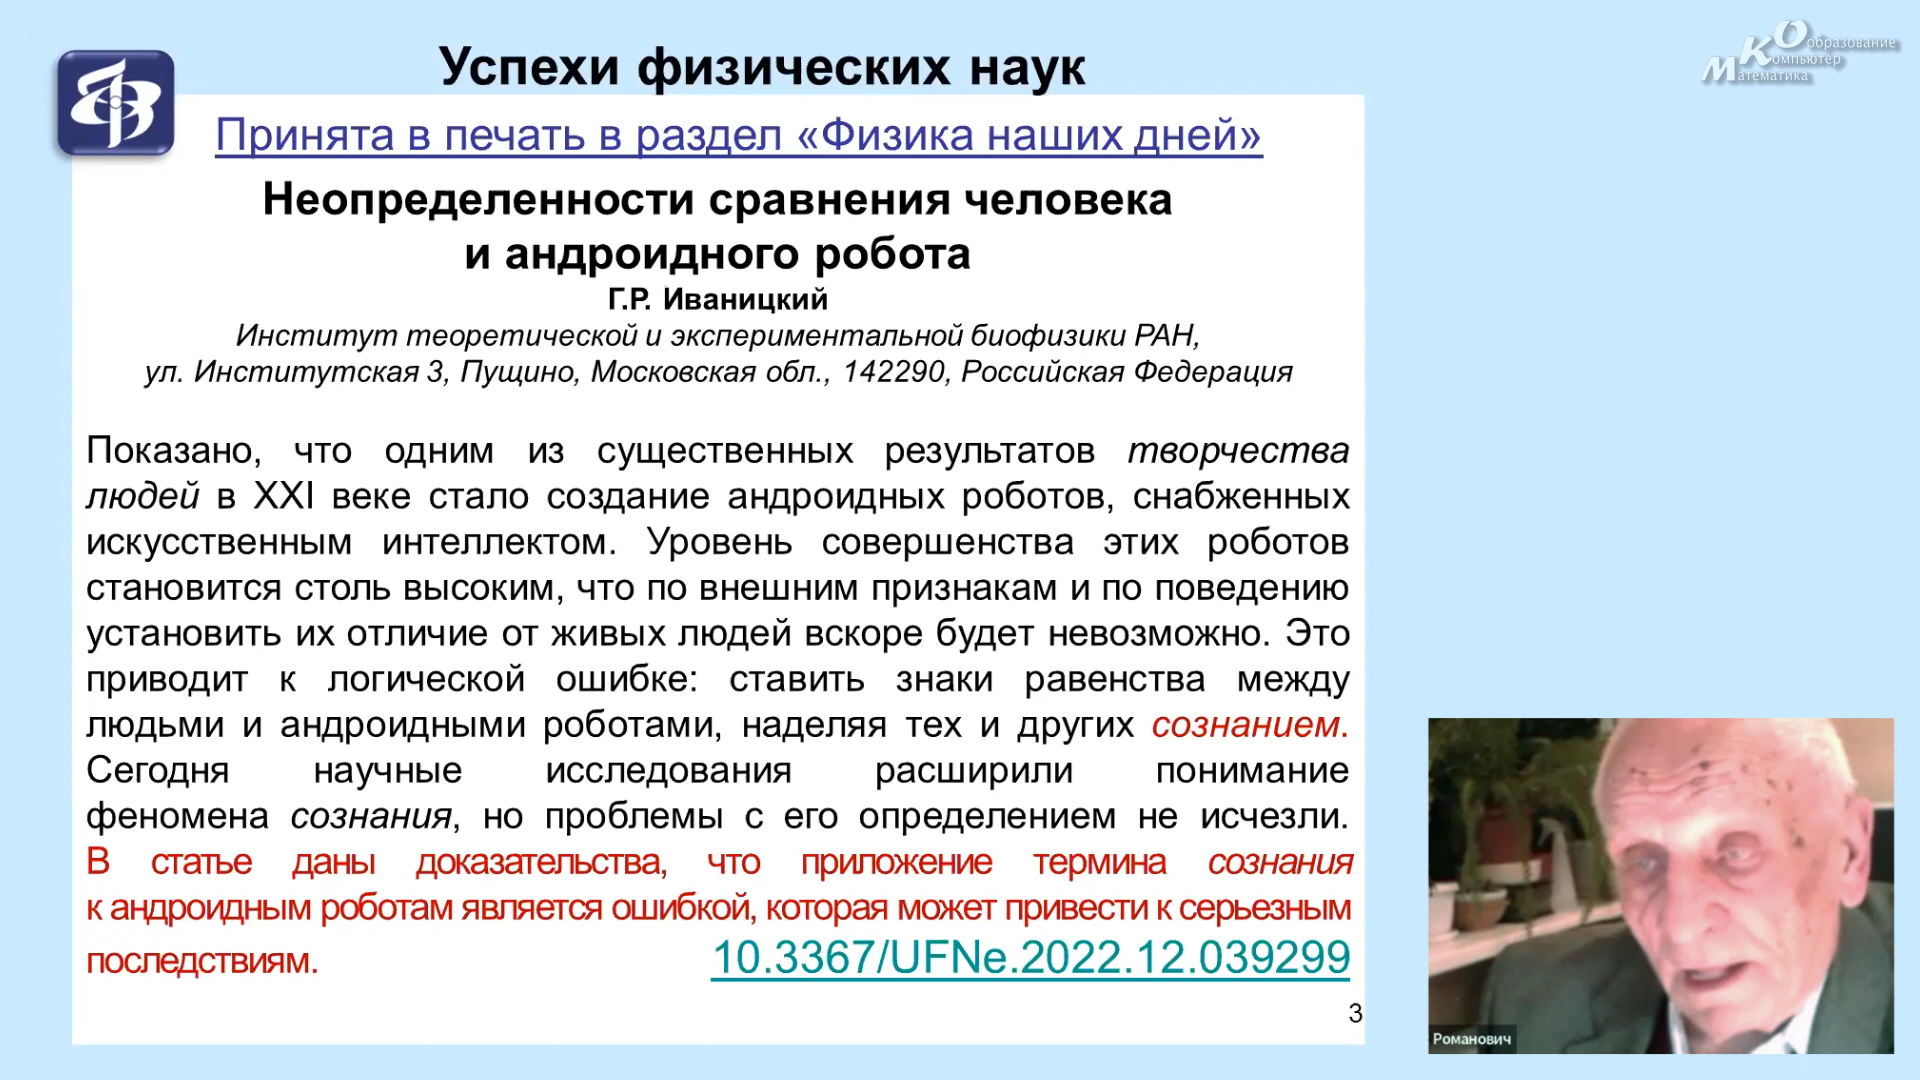 Успехи физических наук
Образование
Компьютер
Математика
Принята в печать в раздел «Физика наших дней»
Неопределенности сравнения человека
и андроидного робота
Г.Р. Иваницкий
Институт теоретической и экспериментальной биофизики РАН,
ул. Институтская 3, Пущино, Московская обл., 142290, Российская Федерация
Показано, что одним из существенных результатов творчества
людей в XXI веке стало создание андроидных роботов, снабженных
искусственным интеллектом. Уровень совершенства этих роботов
становится столь высоким, что по внешним признакам и по поведению
установить их отличие от живых людей вскоре будет невозможно. Это
приводит к логической ошибке: ставить знаки равенства между
людьми и андроидными роботами, наделяя тех и других сознанием.
Сегодня научные исследования расширили понимание
феномена сознания, но проблемы с его определением не исчезли.
В статье даны доказательства, что приложение термина сознания
к андроидным роботам является ошибкой, которая может привести к серьезным
последствиям. 10.3367/UFNe.2022.12.039299
3
Романович